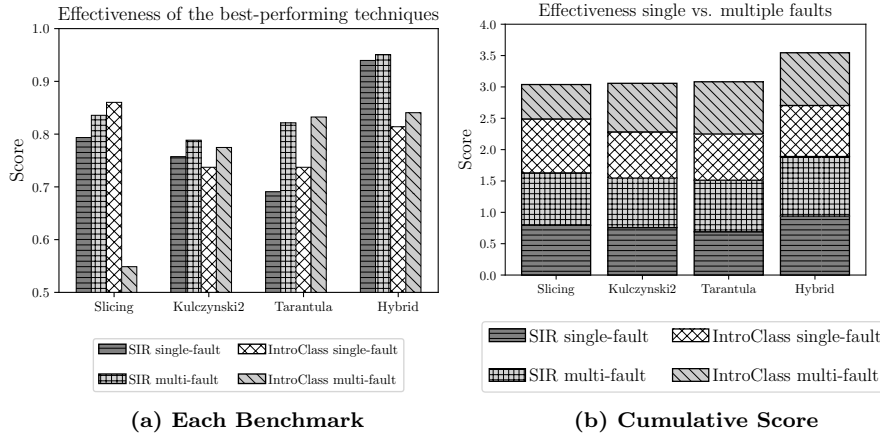 Effectiveness of the best-performing techniques
1.0
0.9
0.8
0.7
0.6
0.5
Score
Slicing Kulczynski2 Tarantula Hybrid
SIR single-fault IntroClass single-fault
SIR multi-fault IntroClass multi-fault
(a) Each Benchmark
Effectiveness single vs. multiple faults
4.0
3.5
3.0
2.5
2.0
1.5
1.0
0.5
0.0
Score
Slicing Kulczynski2 Tarantula Hybrid
SIR single-fault IntroClass single-fault
SIR multi-fault IntroClass multi-fault
(b) Cumulative Score